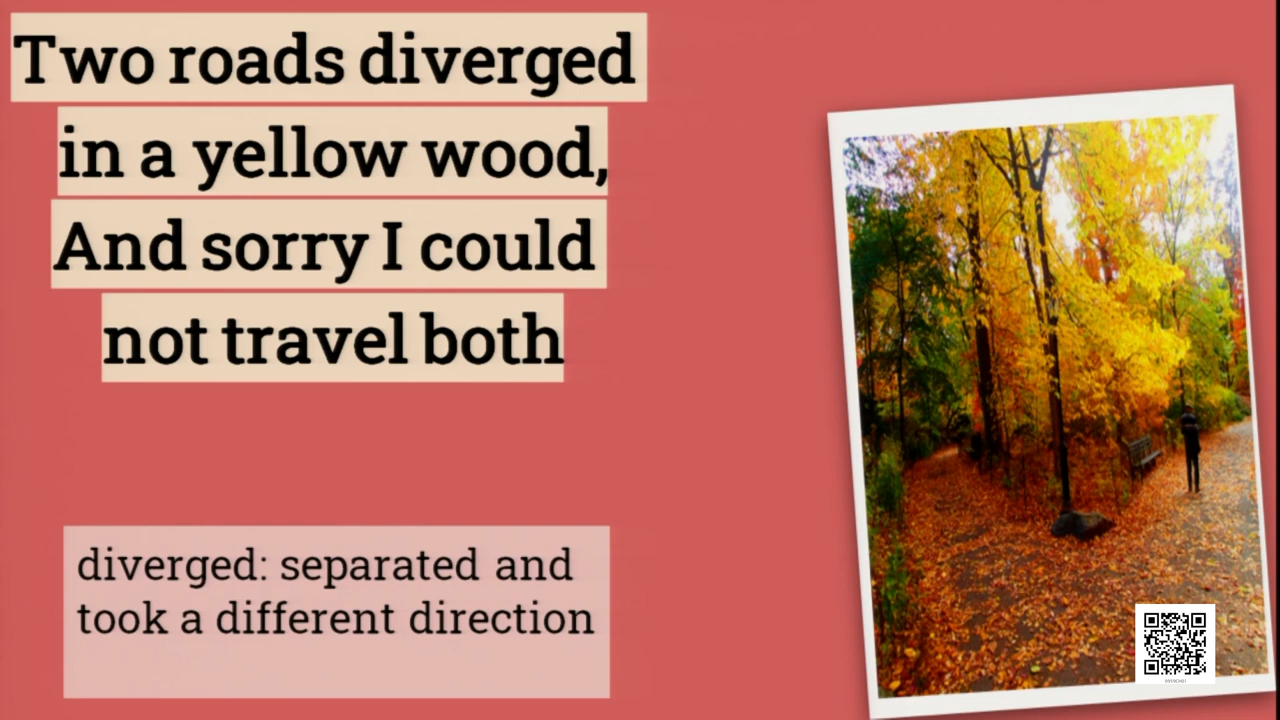 Two roads diverged
in a yellow wood,
And sorry I could
not travel both
diverged: separated and
took a different direction